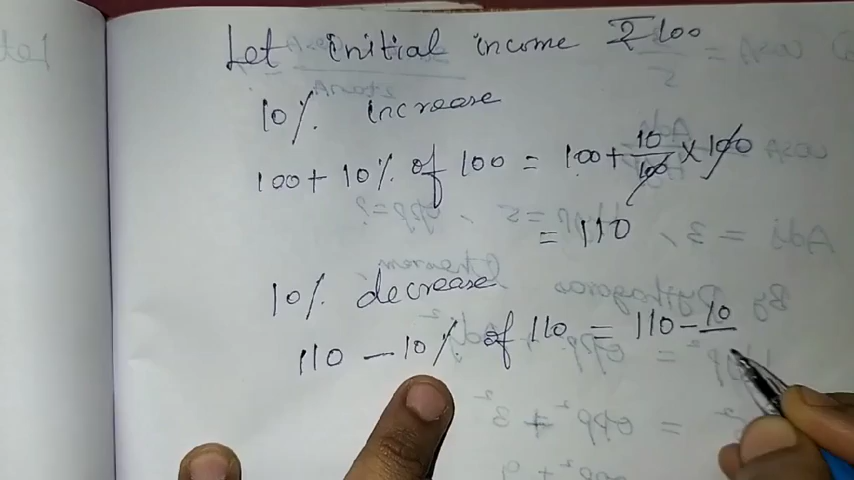 Let initial income ₹100
10% increase
100 + 10% of 100 = 100 + 10/100 × 100
= 110
10% decrease
110 – 10% of 110 = 110 – 10